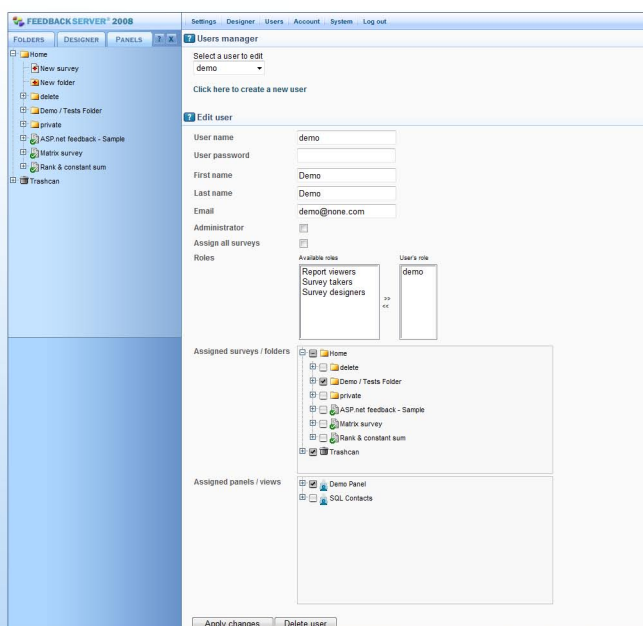 FEEDBACKSERVER® 2008
Settings Designer Users Account System Log out
FOLDERS DESIGNER PANELS ? X
Home
New survey
New folder
delete
Demo / Tests Folder
private
ASP.net feedback - Sample
Matrix survey
Rank & constant sum
Trashcan
? Users manager
Select a user to edit
demo
Click here to create a new user
? Edit user
User name demo
User password
First name Demo
Last name Demo
Email demo@none.com
Administrator
Assign all surveys
Roles Available roles User's role
Report viewers demo
Survey takers
Survey designers
>>
<<
Assigned surveys / folders Home
delete
Demo / Tests Folder
private
ASP.net feedback - Sample
Matrix survey
Rank & constant sum
Trashcan
Assigned panels / views Demo Panel
SQL Contacts
Apply changes Delete user